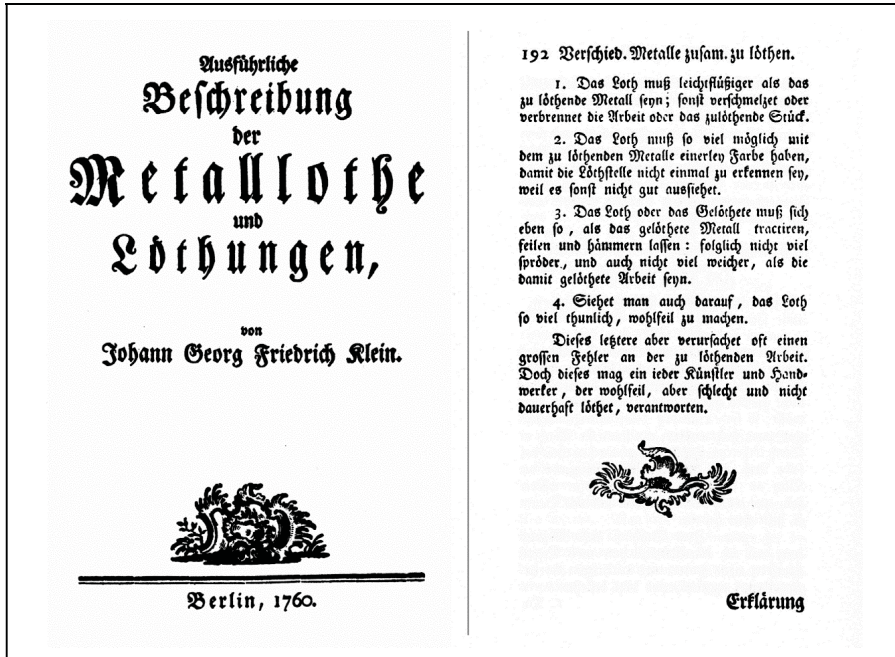 Ausführliche
Beſchreibung
der
Metalllothe
und
Löthungen,
von
Johann Georg Friedrich Klein.
Berlin, 1760.
192 Verſchied. Metalle zuſam. zu löthen.
1. Das Loth muß leichtflüßiger als das
zu löthende Metall ſeyn; ſonſt verſchmelzet oder
verbrennet die Arbeit oder das zulöthende Stück.
2. Das Loth muß ſo viel möglich mit
dem zu löthenden Metalle einerley Farbe haben,
damit die Löthſtelle nicht einmal zu erkennen ſey,
weil es ſonſt nicht gut ausſiehet.
3. Das Loth oder das Gelöthete muß ſich
eben ſo, als das gelöthete Metall tractiren,
feilen und hämmern laſſen: folglich nicht viel
ſpröder, und auch nicht viel weicher, als die
damit gelöthete Arbeit ſeyn.
4. Siehet man auch darauf, das Loth
ſo viel thunlich, wohlfeil zu machen.
Dieſes letztere aber verurſachet oft einen
groſſen Fehler an der zu löthenden Arbeit.
Doch dieſes mag ein ieder Künſtler und Hand-
werker, der wohlfeil, aber ſchlecht und nicht
dauerhaft löthet, verantworten.
Erklärung